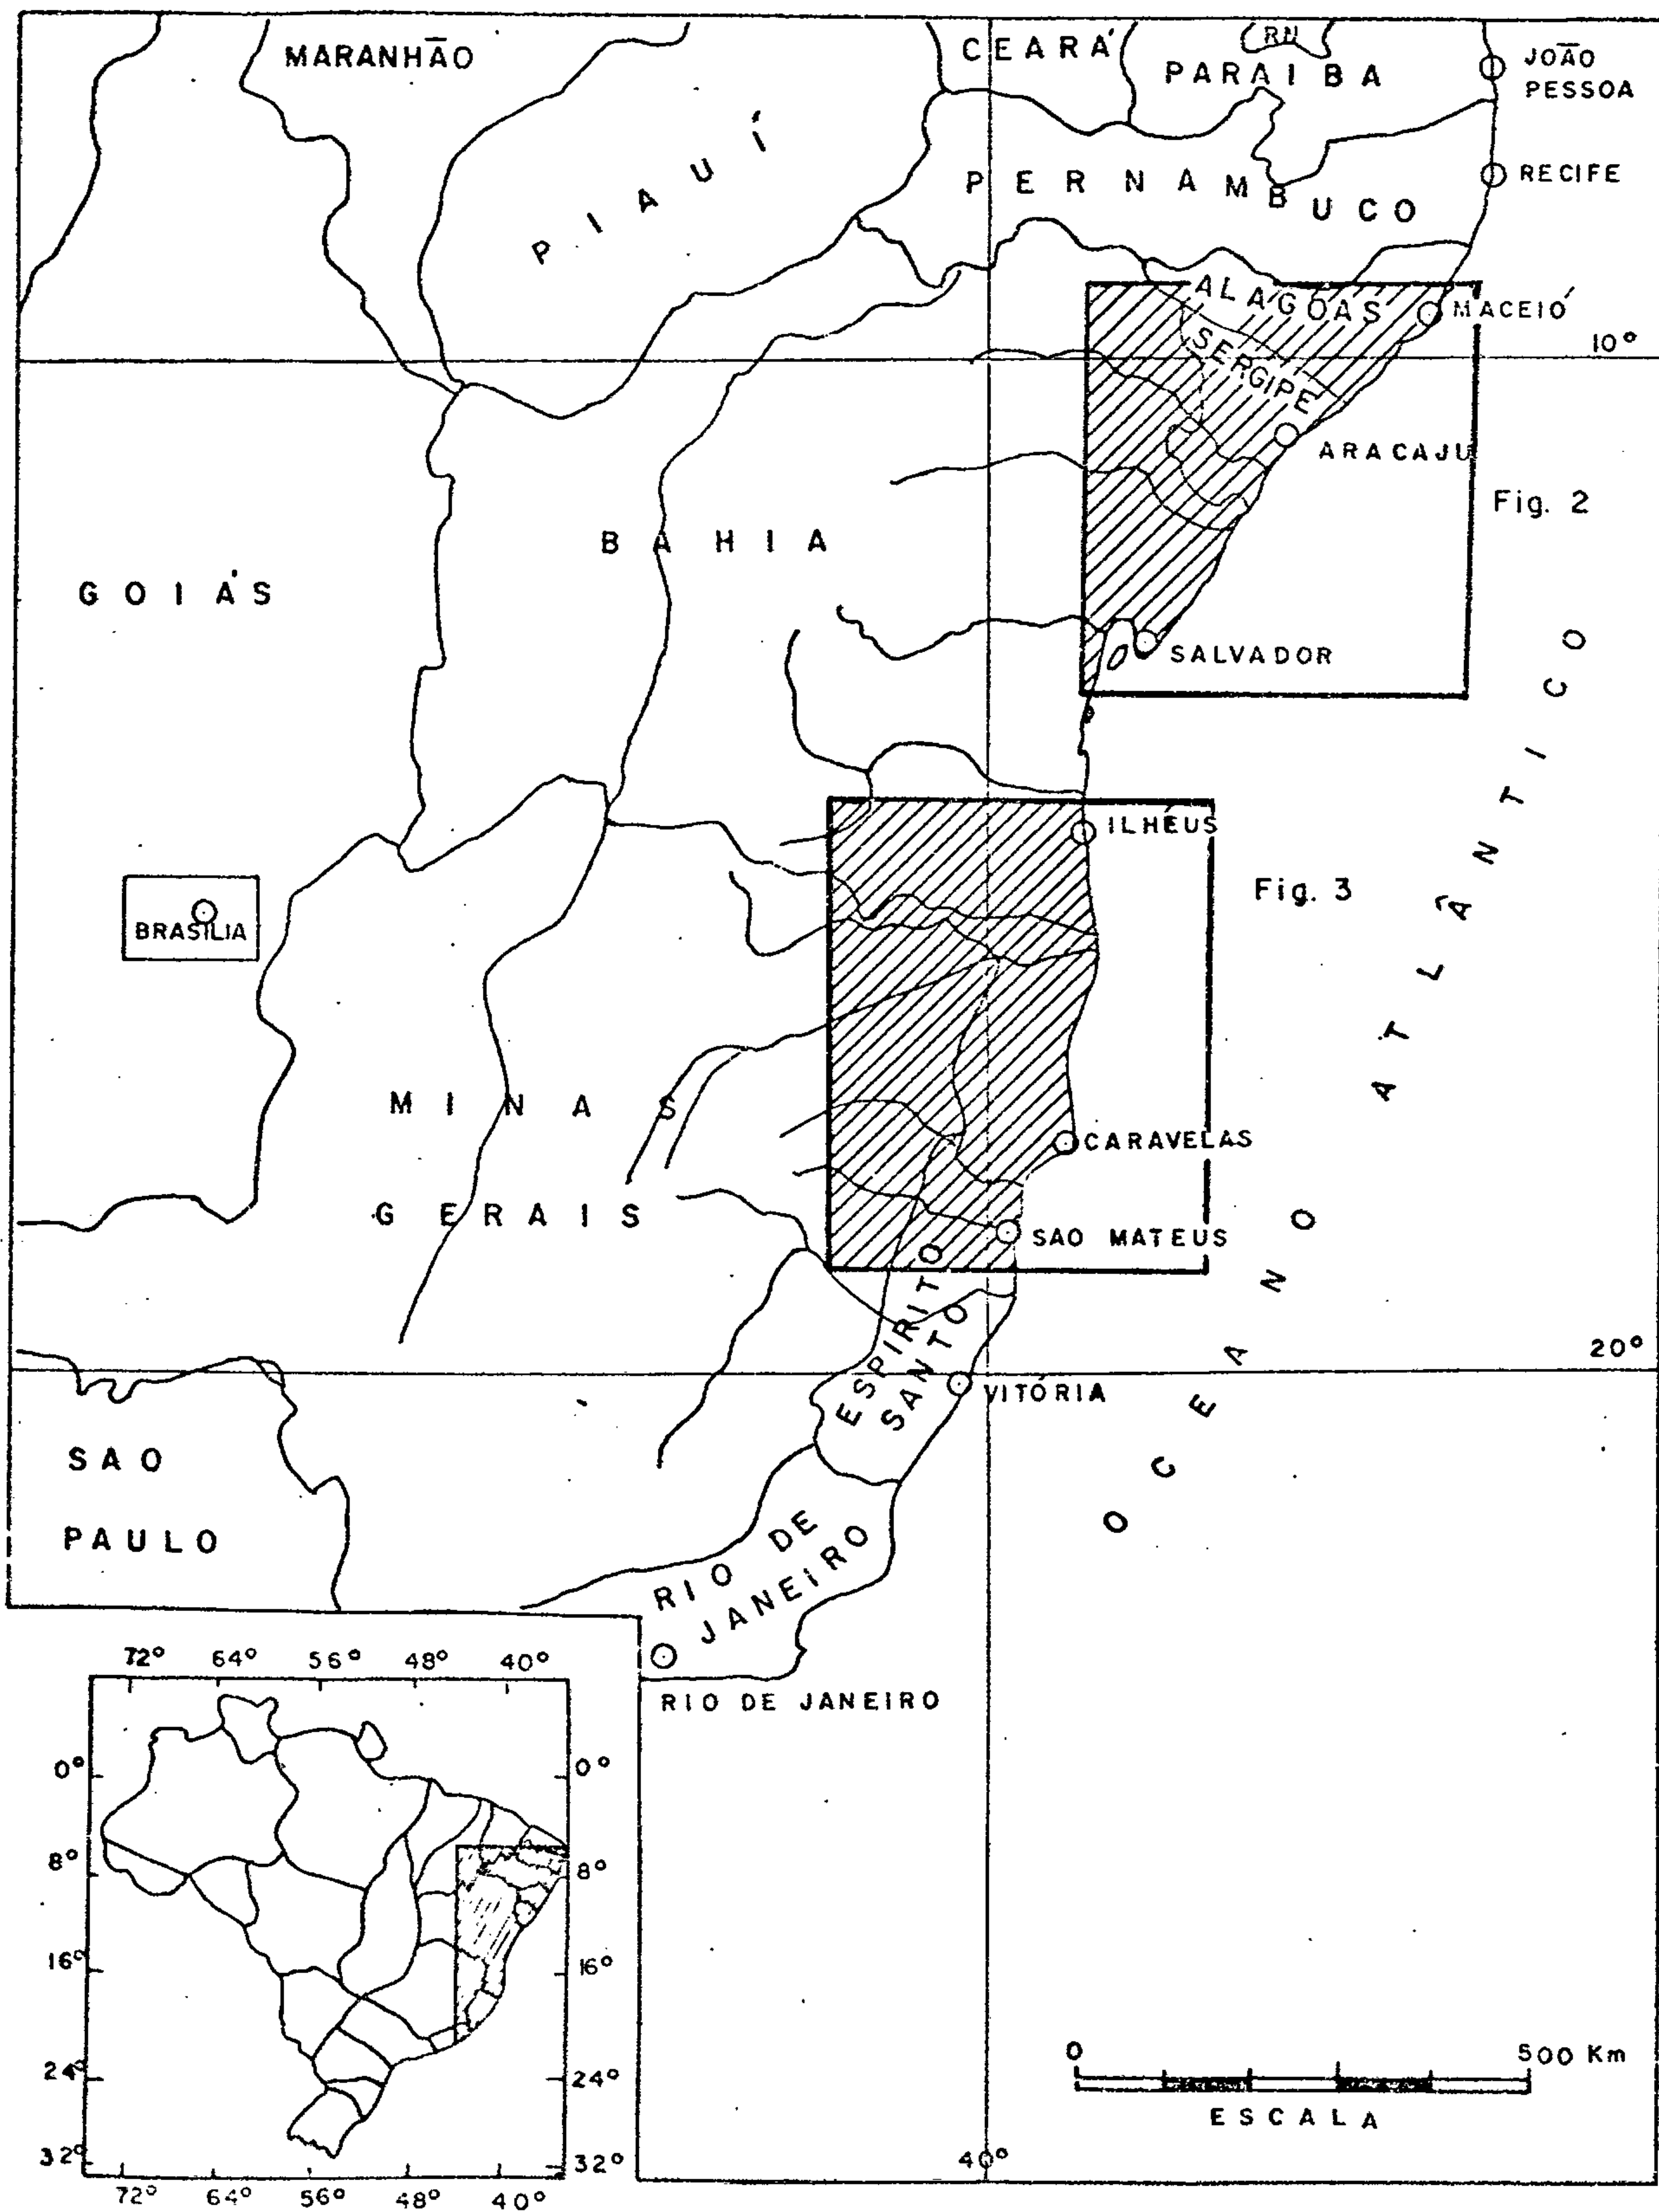 MARANHÃO
CEARÁ
RN
PARAIBA
JOÃO
PESSOA
PIAUÍ
PERNAMBUCO
RECIFE
ALAGÔAS
MACEIÓ
SERGIPE
10°
ARACAJU
Fig. 2
BAHIA
GOIÁS
SALVADOR
ILHÉUS
Fig. 3
BRASÍLIA
OCEANO ATLÂNTICO
MINAS
GERAIS
CARAVELAS
SAO MATEUS
ESPIRITO
SANTO
20°
VITÓRIA
SAO
PAULO
RIO DE
JANEIRO
RIO DE JANEIRO
72° 64° 56° 48° 40°
0° 0°
8° 8°
16° 16°
24° 24°
32° 32°
72° 64° 56° 48° 40°
40°
0 500 Km
ESCALA